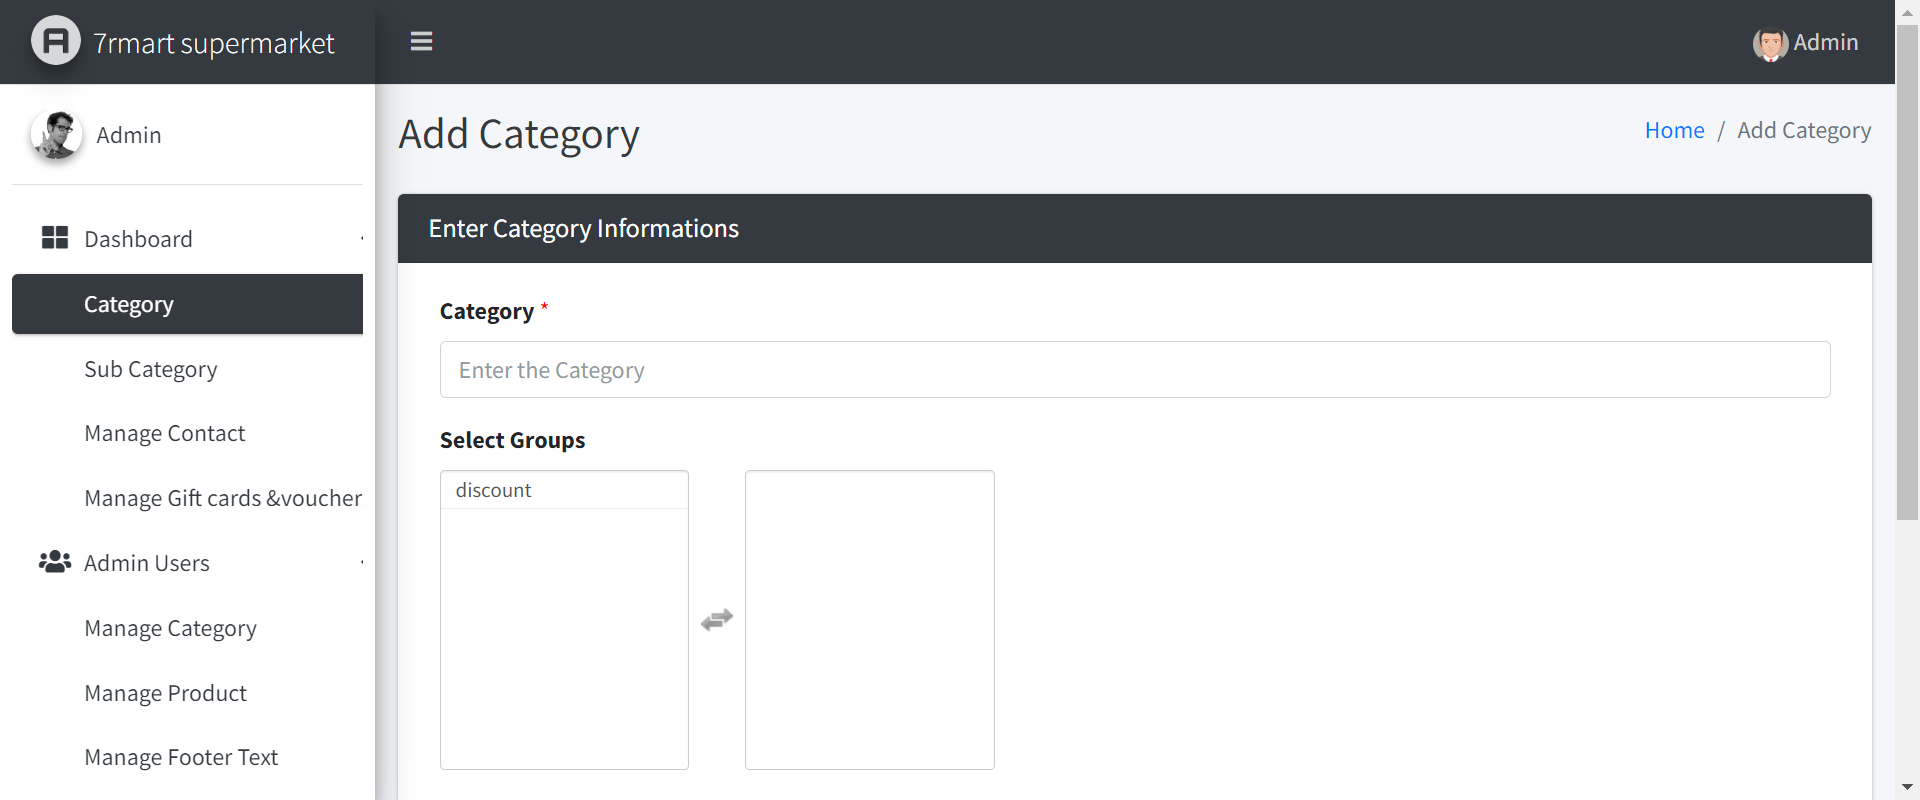 7rmart supermarket
Admin
Admin
Dashboard
Category
Sub Category
Manage Contact
Manage Gift cards &voucher
Admin Users
Manage Category
Manage Product
Manage Footer Text
Add Category
Home / Add Category
Enter Category Informations
Category *
Enter the Category
Select Groups
discount